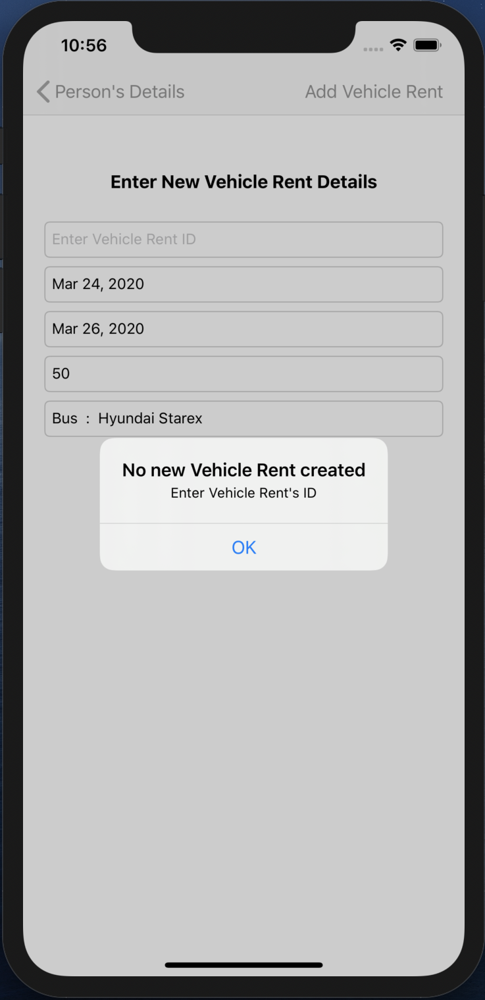 10:56
Person's Details
Add Vehicle Rent
Enter New Vehicle Rent Details
Enter Vehicle Rent ID
Mar 24, 2020
Mar 26, 2020
50
Bus : Hyundai Starex
No new Vehicle Rent created
Enter Vehicle Rent's ID
OK